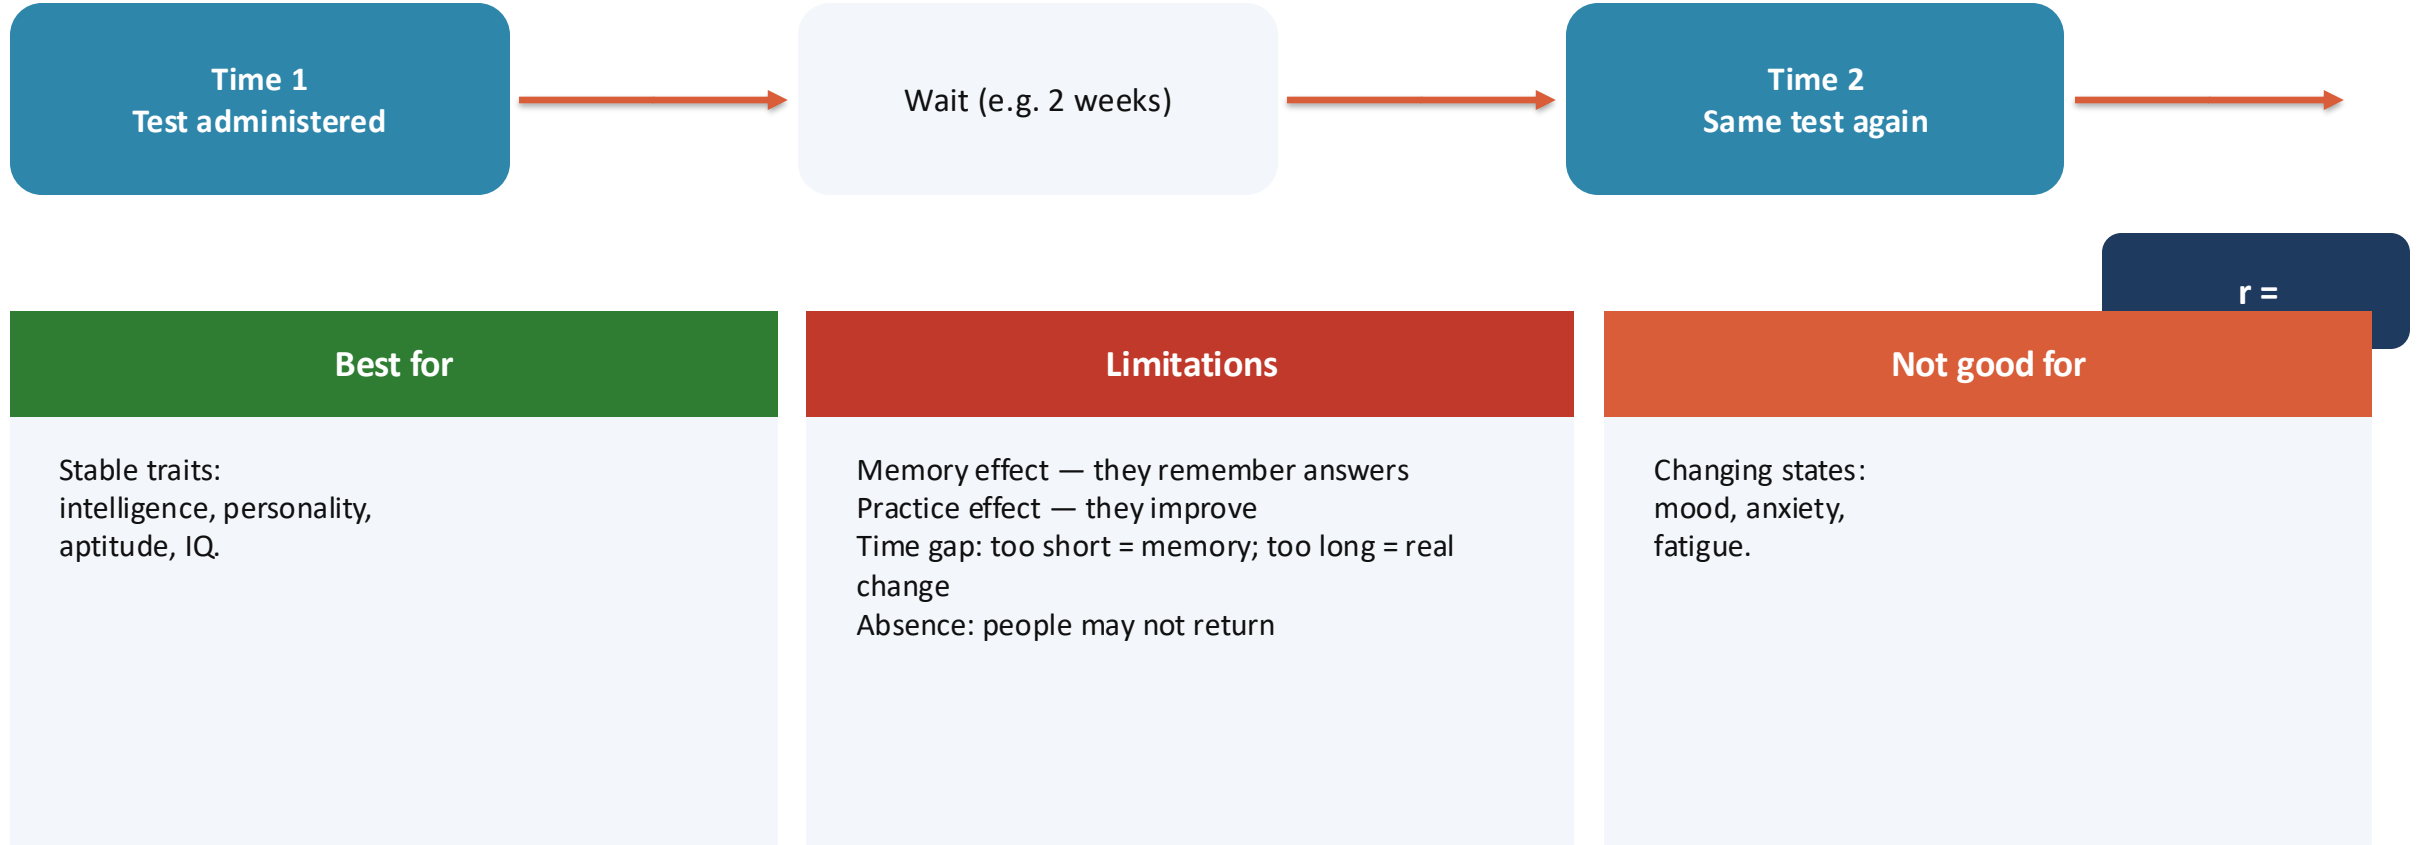 Time 1
Test administered
Wait (e.g. 2 weeks)
Time 2
Same test again
r =
Best for
Stable traits:
intelligence, personality,
aptitude, IQ.
Limitations
Memory effect — they remember answers
Practice effect — they improve
Time gap: too short = memory; too long = real
change
Absence: people may not return
Not good for
Changing states:
mood, anxiety,
fatigue.